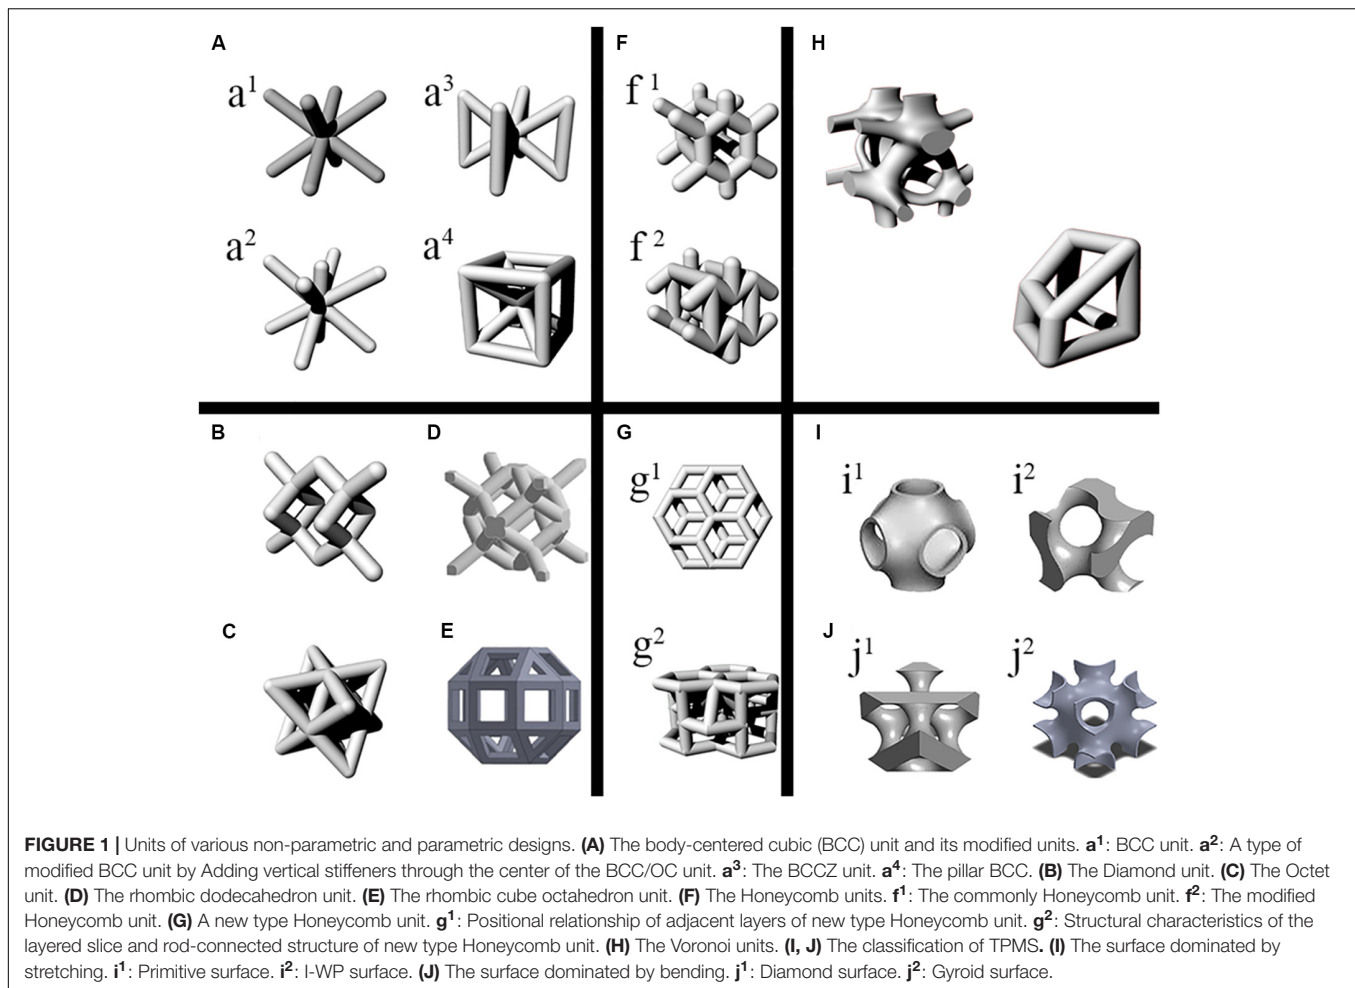 A
F
H
a1
a3
f1
a2
a4
f2
B
D
G
I
g1
i1
i2
C
E
J
g2
j1
j2
FIGURE 1 | Units of various non-parametric and parametric designs. (A) The body-centered cubic (BCC) unit and its modified units. a1: BCC unit. a2: A type of
modified BCC unit by Adding vertical stiffeners through the center of the BCC/OC unit. a3: The BCCZ unit. a4: The pillar BCC. (B) The Diamond unit. (C) The Octet
unit. (D) The rhombic dodecahedron unit. (E) The rhombic cube octahedron unit. (F) The Honeycomb units. f1: The commonly Honeycomb unit. f2: The modified
Honeycomb unit. (G) A new type Honeycomb unit. g1: Positional relationship of adjacent layers of new type Honeycomb unit. g2: Structural characteristics of the
layered slice and rod-connected structure of new type Honeycomb unit. (H) The Voronoi units. (I, J) The classification of TPMS. (I) The surface dominated by
stretching. i1: Primitive surface. i2: I-WP surface. (J) The surface dominated by bending. j1: Diamond surface. j2: Gyroid surface.